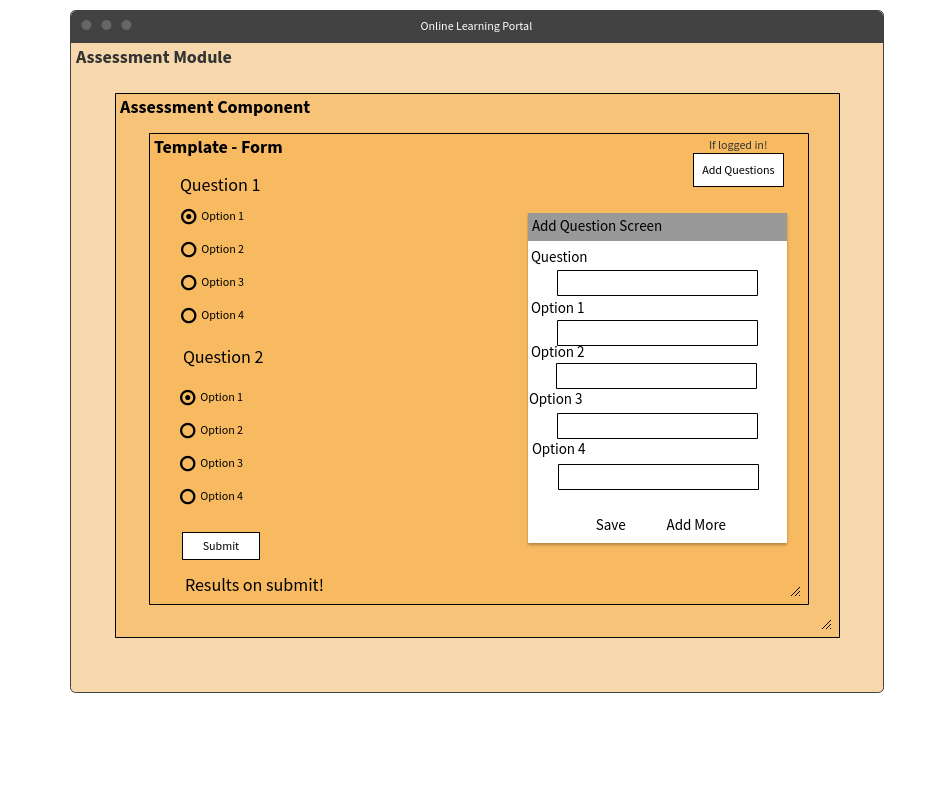 Online Learning Portal
Assessment Module
Assessment Component
Template - Form
If logged in!
Add Questions
Question 1
Option 1
Option 2
Option 3
Option 4
Question 2
Option 1
Option 2
Option 3
Option 4
Submit
Results on submit!
Add Question Screen
Question
Option 1
Option 2
Option 3
Option 4
Save Add More